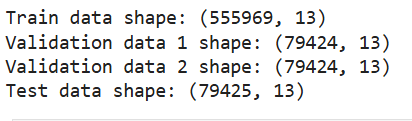 Train data shape: (555969, 13)
Validation data 1 shape: (79424, 13)
Validation data 2 shape: (79424, 13)
Test data shape: (79425, 13)